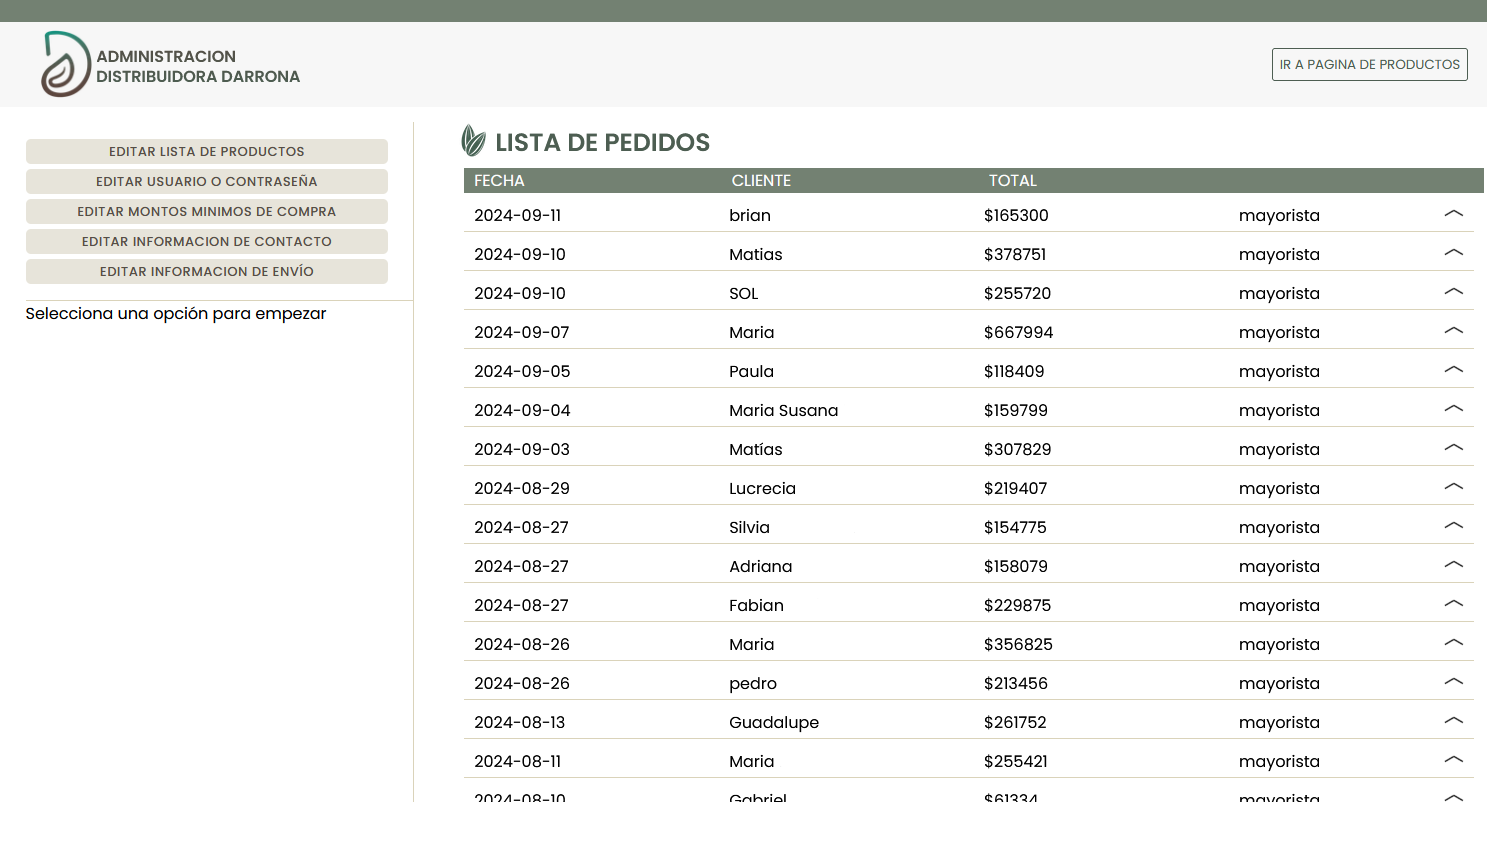 ADMINISTRACION
DISTRIBUIDORA DARRONA
IR A PAGINA DE PRODUCTOS
EDITAR LISTA DE PRODUCTOS
EDITAR USUARIO O CONTRASEÑA
EDITAR MONTOS MINIMOS DE COMPRA
EDITAR INFORMACION DE CONTACTO
EDITAR INFORMACION DE ENVÍO
Selecciona una opción para empezar
LISTA DE PEDIDOS
FECHA CLIENTE TOTAL
2024-09-11 brian $165300 mayorista
2024-09-10 Matias $378751 mayorista
2024-09-10 SOL $255720 mayorista
2024-09-07 Maria $667994 mayorista
2024-09-05 Paula $118409 mayorista
2024-09-04 Maria Susana $159799 mayorista
2024-09-03 Matías $307829 mayorista
2024-08-29 Lucrecia $219407 mayorista
2024-08-27 Silvia $154775 mayorista
2024-08-27 Adriana $158079 mayorista
2024-08-27 Fabian $229875 mayorista
2024-08-26 Maria $356825 mayorista
2024-08-26 pedro $213456 mayorista
2024-08-13 Guadalupe $261752 mayorista
2024-08-11 Maria $255421 mayorista
2024-08-10 Gabriel $61334 mayorista